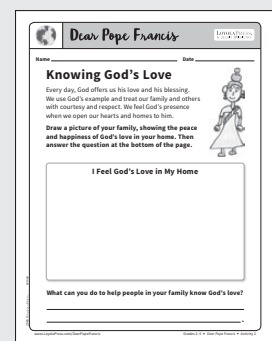 Dear Pope Francis
LOYOLA PRESS.
Name Date
Knowing God's Love
Every day, God offers us his love and his blessing.
We use God's example and treat our family and others
with courtesy and respect. We feel God's presence
when we open our hearts and homes to him.
Draw a picture of your family, showing the peace
and happiness of God's love in your home. Then
answer the question at the bottom of the page.
I Feel God's Love in My Home
What can you do to help people in your family know God's love?
www.LoyolaPress.com/DearPopeFrancis